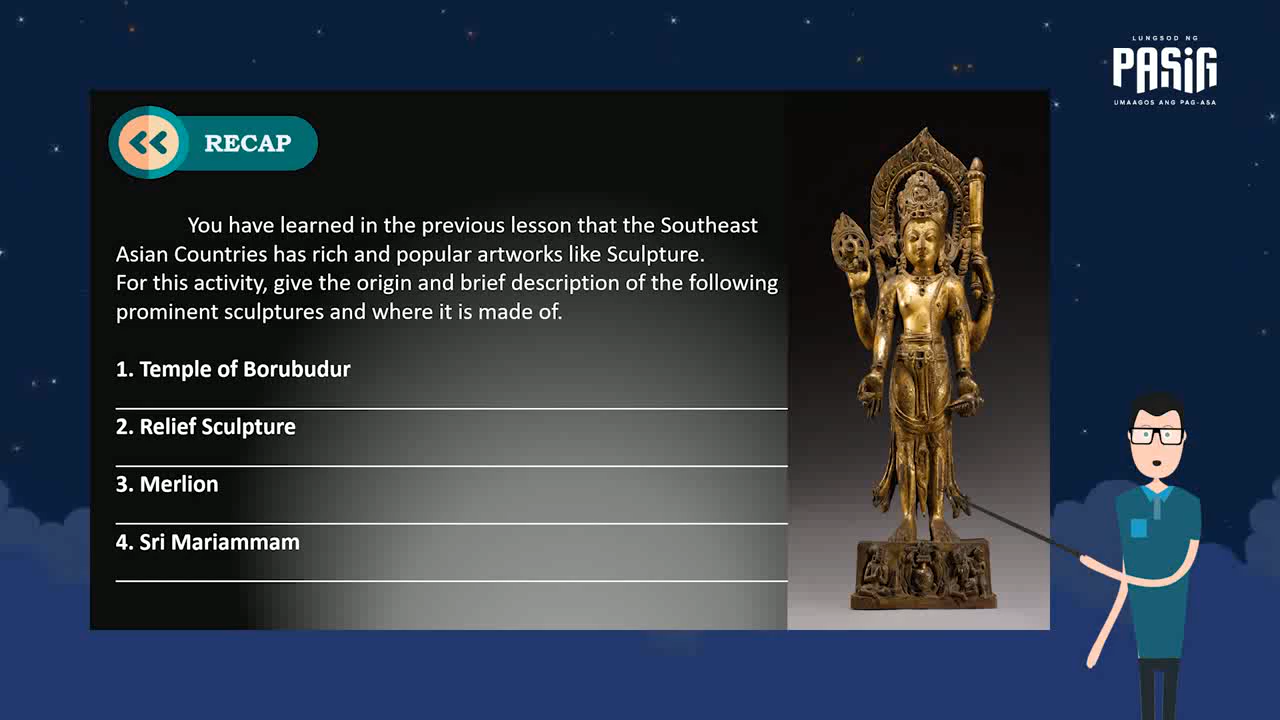 LUNGSOD NG
PASiG
UMAAGOS ANG PAG-ASA
RECAP
You have learned in the previous lesson that the Southeast
Asian Countries has rich and popular artworks like Sculpture.
For this activity, give the origin and brief description of the following
prominent sculptures and where it is made of.
1. Temple of Borubudur
2. Relief Sculpture
3. Merlion
4. Sri Mariammam